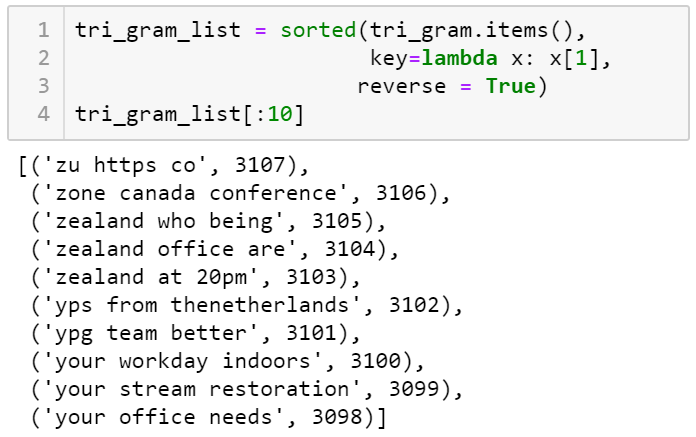 1 tri_gram_list = sorted(tri_gram.items(),
2 key=lambda x: x[1],
3 reverse = True)
4 tri_gram_list[:10]
[('zu https co', 3107),
('zone canada conference', 3106),
('zealand who being', 3105),
('zealand office are', 3104),
('zealand at 20pm', 3103),
('yps from thenetherlands', 3102),
('ypg team better', 3101),
('your workday indoors', 3100),
('your stream restoration', 3099),
('your office needs', 3098)]